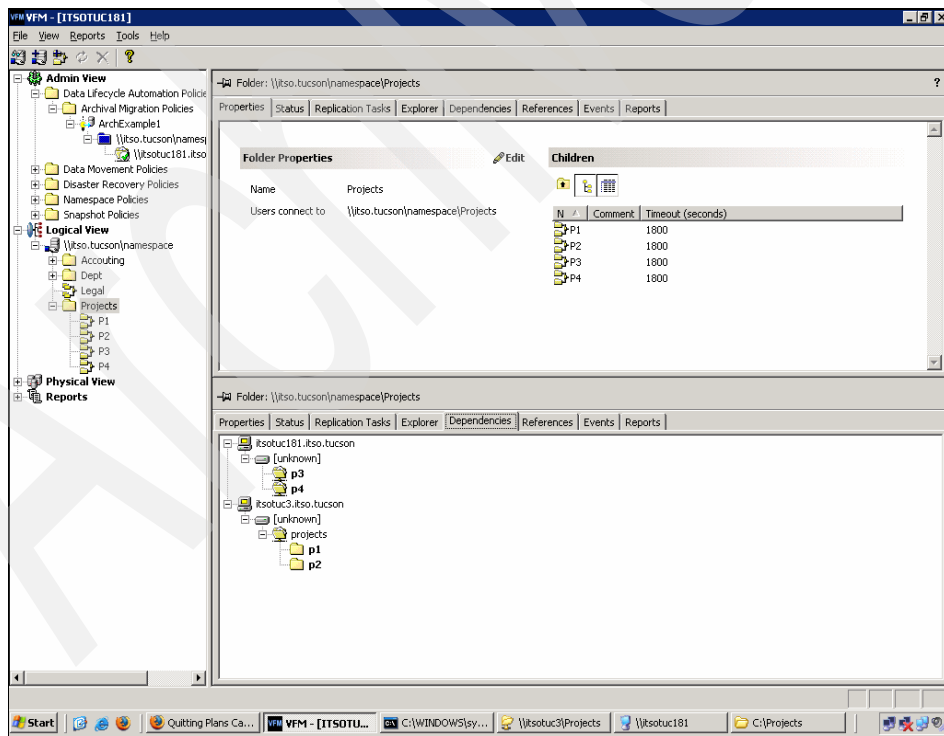 VFM VFM - [ITSOTUC181]
File View Reports Tools Help
Admin View
Data Lifecycle Automation Policie
Archival Migration Policies
ArchExample1
\\itso.tucson\namesp
\\itsotuc181.itso
Data Movement Policies
Disaster Recovery Policies
Namespace Policies
Snapshot Policies
Logical View
\\itso.tucson\namespace
Accouting
Dept
Legal
Projects
P1
P2
P3
P4
Physical View
Reports
Folder: \\itso.tucson\namespace\Projects ?
Properties Status Replication Tasks Explorer Dependencies References Events Reports
Folder Properties Edit Children
Name Projects
Users connect to \\itso.tucson\namespace\Projects
N Comment Timeout (seconds)
P1 1800
P2 1800
P3 1800
P4 1800
Folder: \\itso.tucson\namespace\Projects
Properties Status Replication Tasks Explorer Dependencies References Events Reports
itsotuc181.itso.tucson
[unknown]
p3
p4
itsotuc3.itso.tucson
[unknown]
projects
p1
p2
Start Quitting Plans Ca... VFM VFM - [ITSOTU... C:\WINDOWS\sy... \\itsotuc3\Projects \\itsotuc181 C:\Projects